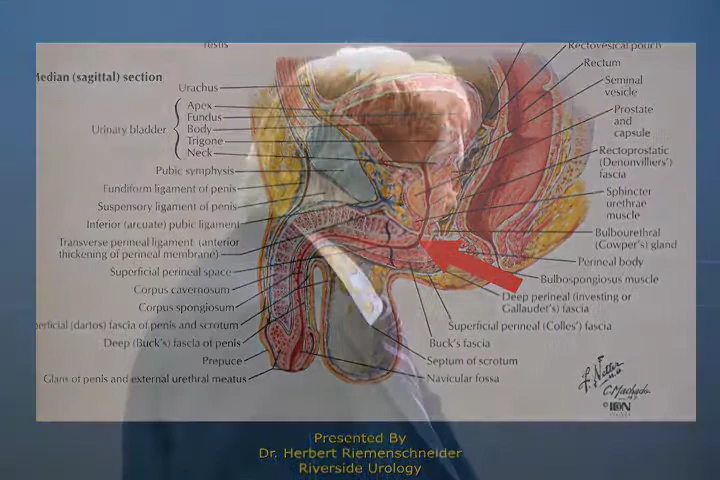 Median (sagittal) section
Urachus
Apex
Fundus
Urinary bladder
Body
Trigone
Neck
Pubic symphysis
Fundiform ligament of penis
Suspensory ligament of penis
Inferior (arcuate) pubic ligament
Transverse perineal ligament (anterior
thickening of perineal membrane)
Superficial perineal space
Corpus cavernosum
Corpus spongiosum
(dartos) fascia of penis and scrotum
Deep (Buck's) fascia of penis
Prepuce
Glans of penis and external urethral meatus
Rectovesical pouch
Rectum
Seminal
vesicle
Prostate
and
capsule
Rectoprostatic
(Denonvilliers')
fascia
Sphincter
urethrae
muscle
Bulbourethral
(Cowper's) gland
Perineal body
Bulbospongiosus muscle
Deep perineal (investing or
Gallaudet's) fascia
Superficial perineal (Colles') fascia
Buck's fascia
Septum of scrotum
Navicular fossa
F. Netter
M.D.
C. Machado
Presented By
Dr. Herbert Riemenschneider
Riverside Urology